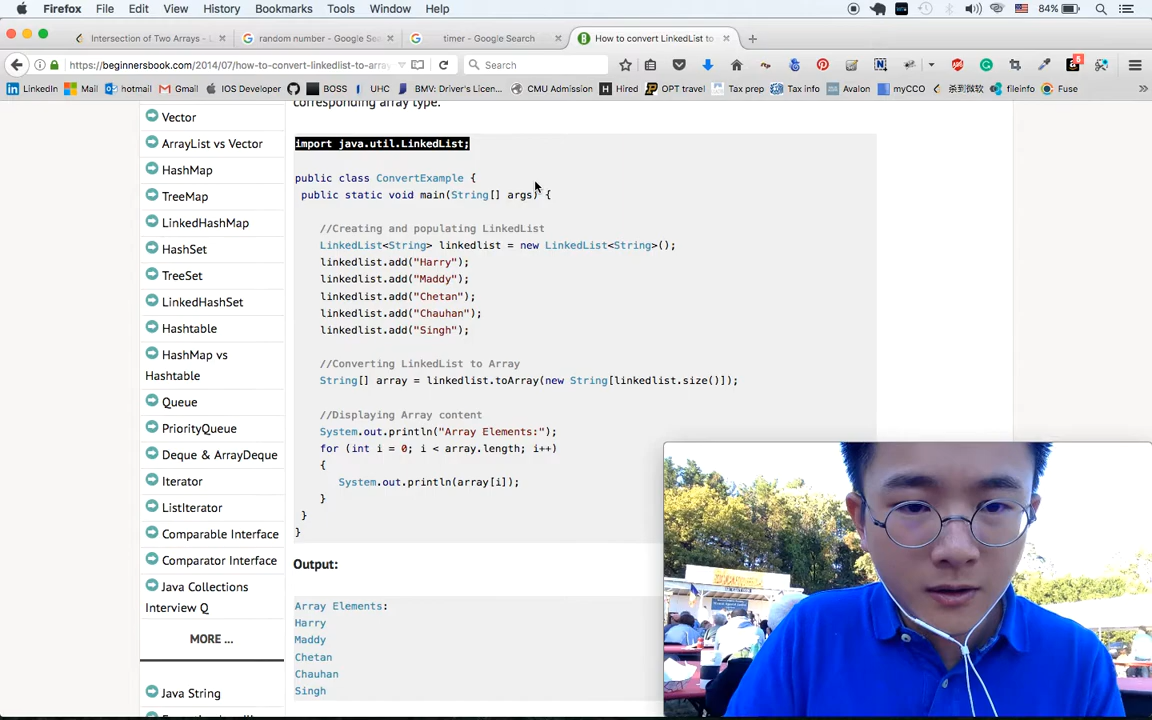 Firefox File Edit View History Bookmarks Tools Window Help 84%
Intersection of Two Arrays - random number - Google Sea timer - Google Search How to convert LinkedList to
https://beginnersbook.com/2014/07/how-to-convert-linkedlist-to-array Search 6
LinkedIn Mail hotmail Gmail IOS Developer BOSS UHC BMV: Driver's Licen... CMU Admission Hired OPT travel Tax prep Tax info Avalon myCCO 杀到微软 fileinfo Fuse
corresponding array type.
Vector
ArrayList vs Vector
HashMap
TreeMap
LinkedHashMap
HashSet
TreeSet
LinkedHashSet
Hashtable
HashMap vs
Hashtable
Queue
PriorityQueue
Deque & ArrayDeque
Iterator
ListIterator
Comparable Interface
Comparator Interface
Java Collections
Interview Q
MORE ...
Java String
import java.util.LinkedList;
public class ConvertExample {
public static void main(String[] args) {
//Creating and populating LinkedList
LinkedList<String> linkedlist = new LinkedList<String>();
linkedlist.add("Harry");
linkedlist.add("Maddy");
linkedlist.add("Chetan");
linkedlist.add("Chauhan");
linkedlist.add("Singh");
//Converting LinkedList to Array
String[] array = linkedlist.toArray(new String[linkedlist.size()]);
//Displaying Array content
System.out.println("Array Elements:");
for (int i = 0; i < array.length; i++)
{
System.out.println(array[i]);
}
}
}
Output:
Array Elements:
Harry
Maddy
Chetan
Chauhan
Singh